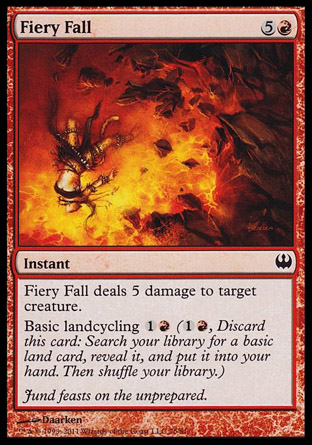 Fiery Fall 5
Instant
Fiery Fall deals 5 damage to target
creature.
Basic landcycling 1 (1, Discard
this card: Search your library for a basic
land card, reveal it, and put it into your
hand. Then shuffle your library.)
Jund feasts on the unprepared.
Daarken